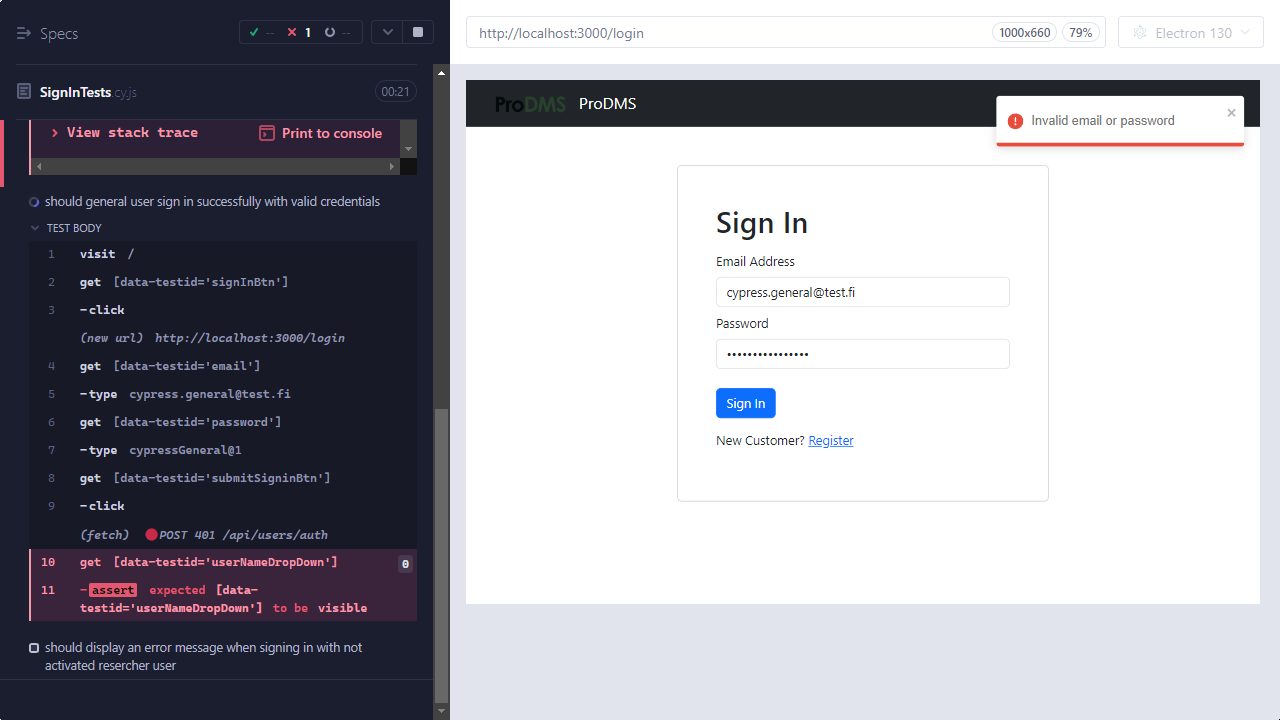 Specs
-- 1 --
SignInTests.cy.js 00:21
View stack trace Print to console
should general user sign in successfully with valid credentials
TEST BODY
1 visit /
2 get [data-testid='signInBtn']
3 -click
(new url) http://localhost:3000/login
4 get [data-testid='email']
5 -type cypress.general@test.fi
6 get [data-testid='password']
7 -type cypressGeneral@1
8 get [data-testid='submitSigninBtn']
9 -click
(fetch) POST 401 /api/users/auth
10 get [data-testid='userNameDropDown'] 0
11 -assert expected [data-
testid='userNameDropDown'] to be visible
should display an error message when signing in with not
activated resercher user
http://localhost:3000/login 1000x660 79% Electron 130
ProDMS ProDMS
Invalid email or password
Sign In
Email Address
cypress.general@test.fi
Password
••••••••••••••••
Sign In
New Customer? Register